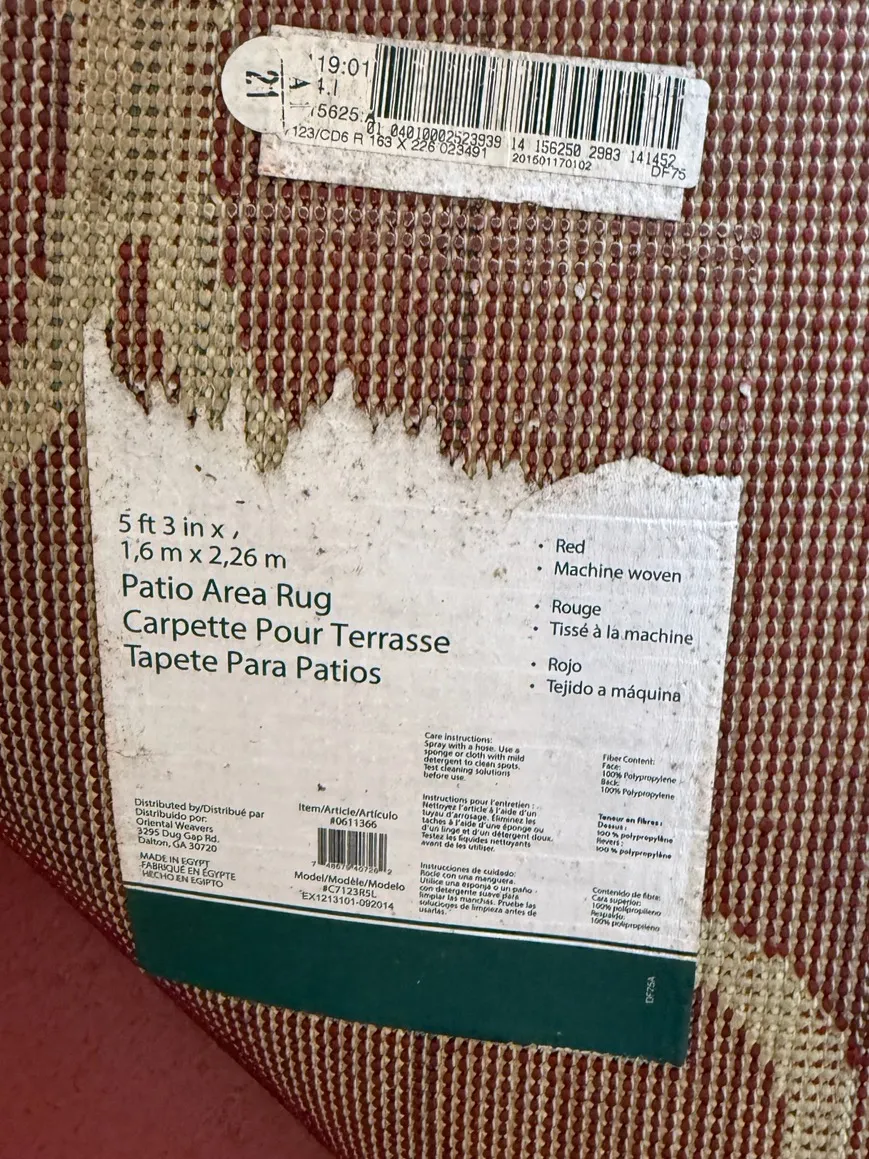 21
A
19:01
4.1
15625:A
01 04010002523939 14 156250 2983 141452
7123/CD6 R 163 X 226 023491
201501170102
DF75
5 ft 3 in x
1,6 m x 2,26 m
Patio Area Rug
Carpette Pour Terrasse
Tapete Para Patios
• Red
• Machine woven
• Rouge
• Tissé à la machine
• Rojo
• Tejido a máquina
Care instructions:
Spray with a hose. Use a
sponge or cloth with mild
detergent to clean spots.
Test cleaning solutions
before use.
Instructions pour l'entretien :
Nettoyez l'article à l'aide d'un
tuyau d'arrosage. Éliminez les
taches à l'aide d'une éponge ou
d'un linge et d'un détergent doux.
Testez les liquides nettoyants
avant de les utiliser.
Instrucciones de cuidado:
Rocíe con una manguera.
Utilice una esponja o un paño
con detergente suave para
limpiar las manchas. Pruebe las
soluciones de limpieza antes de
usarlas.
Fiber Content:
Face:
100% Polypropylene
Back:
100% Polypropylene
Teneur en fibres :
Dessus :
100 % polypropylène
Revers :
100 % polypropylène
Contenido de fibra:
Cara superior:
100% polipropileno
Respaldo:
100% polipropileno
Distributed by/Distribué par
Distribuido por:
Oriental Weavers
3295 Dug Gap Rd.
Dalton, GA 30720
MADE IN EGYPT
FABRIQUÉ EN ÉGYPTE
HECHO EN EGIPTO
Item/Article/Artículo
#0611366
7 48679 40726 2
Model/Modèle/Modelo
#C7123R5L
EX1213101-092014
DF75A